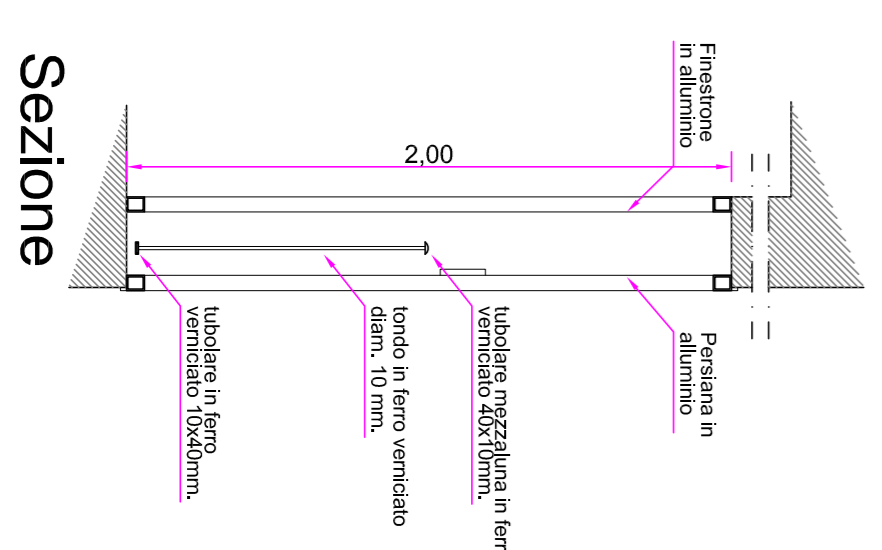 Sezione
Finestrone
in alluminio
2,00
Persiana in
alluminio
tubolare mezzaluna in ferr
verniciato 40x10mm.
tondo in ferro verniciato
diam. 10 mm.
tubolare in ferro
verniciato 10x40mm.